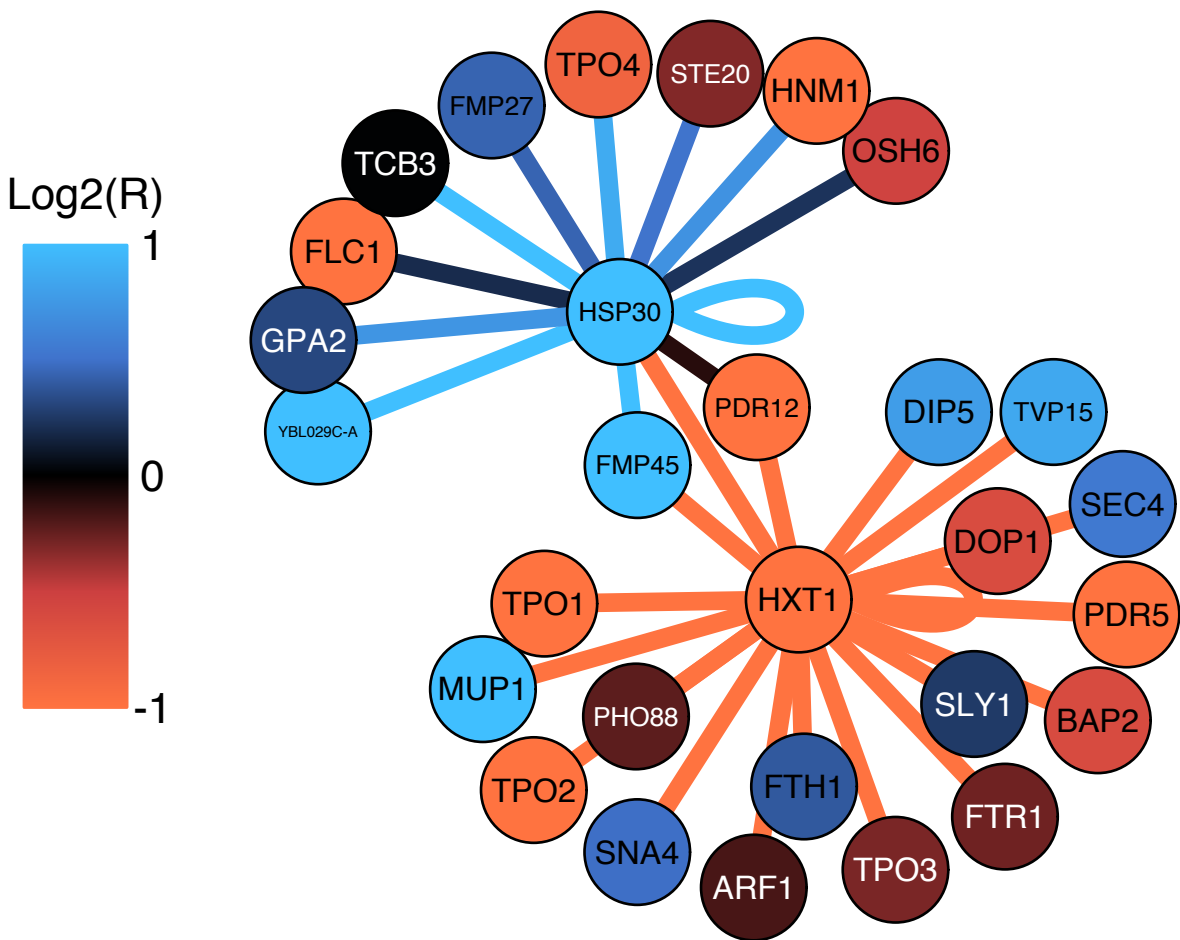 TPO4
STE20
HNM1
FMP27
OSH6
TCB3
Log2(R)
1
FLC1
HSP30
GPA2
PDR12
DIP5
TVP15
YBL029C-A
FMP45
0
SEC4
DOP1
TPO1
HXT1
PDR5
MUP1
-1
PHO88
SLY1
BAP2
TPO2
FTH1
FTR1
SNA4
TPO3
ARF1